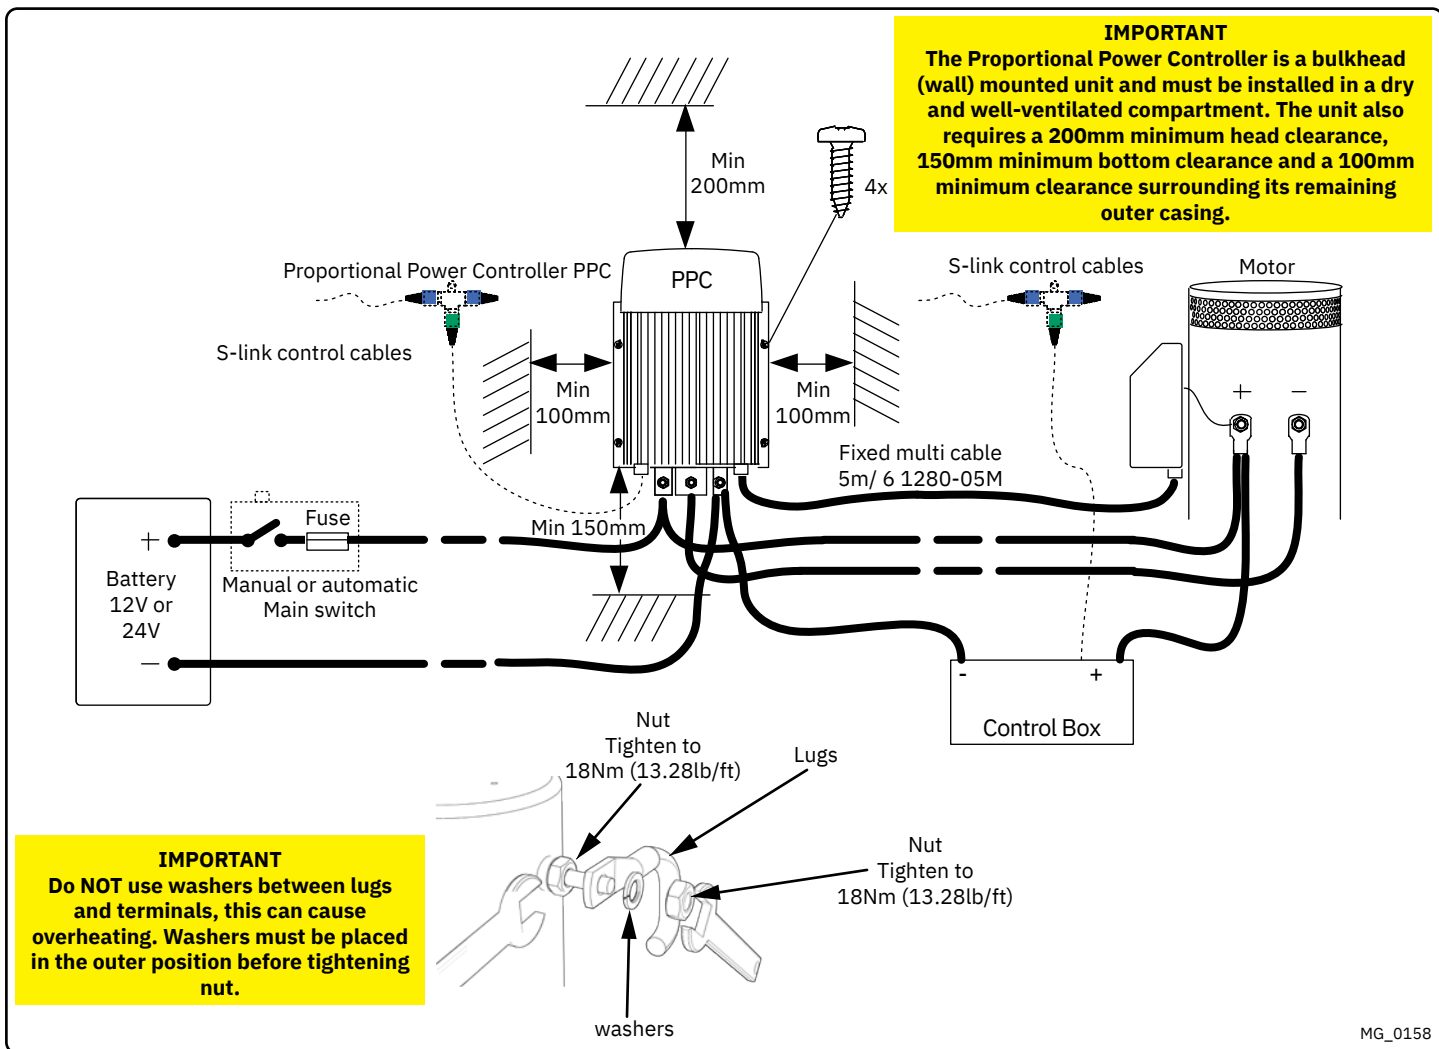 IMPORTANT
The Proportional Power Controller is a bulkhead
(wall) mounted unit and must be installed in a dry
and well-ventilated compartment. The unit also
requires a 200mm minimum head clearance,
150mm minimum bottom clearance and a 100mm
minimum clearance surrounding its remaining
outer casing.
Min
200mm
4x
Proportional Power Controller PPC
PPC
S-link control cables
Motor
S-link control cables
Min
100mm
Min
100mm
+ −
Fixed multi cable
5m/ 6 1280-05M
Min 150mm
Fuse
+
Battery
12V or
24V
−
Manual or automatic
Main switch
- +
Control Box
Nut
Tighten to
18Nm (13.28lb/ft)
Lugs
Nut
Tighten to
18Nm (13.28lb/ft)
washers
IMPORTANT
Do NOT use washers between lugs
and terminals, this can cause
overheating. Washers must be placed
in the outer position before tightening
nut.
MG_0158